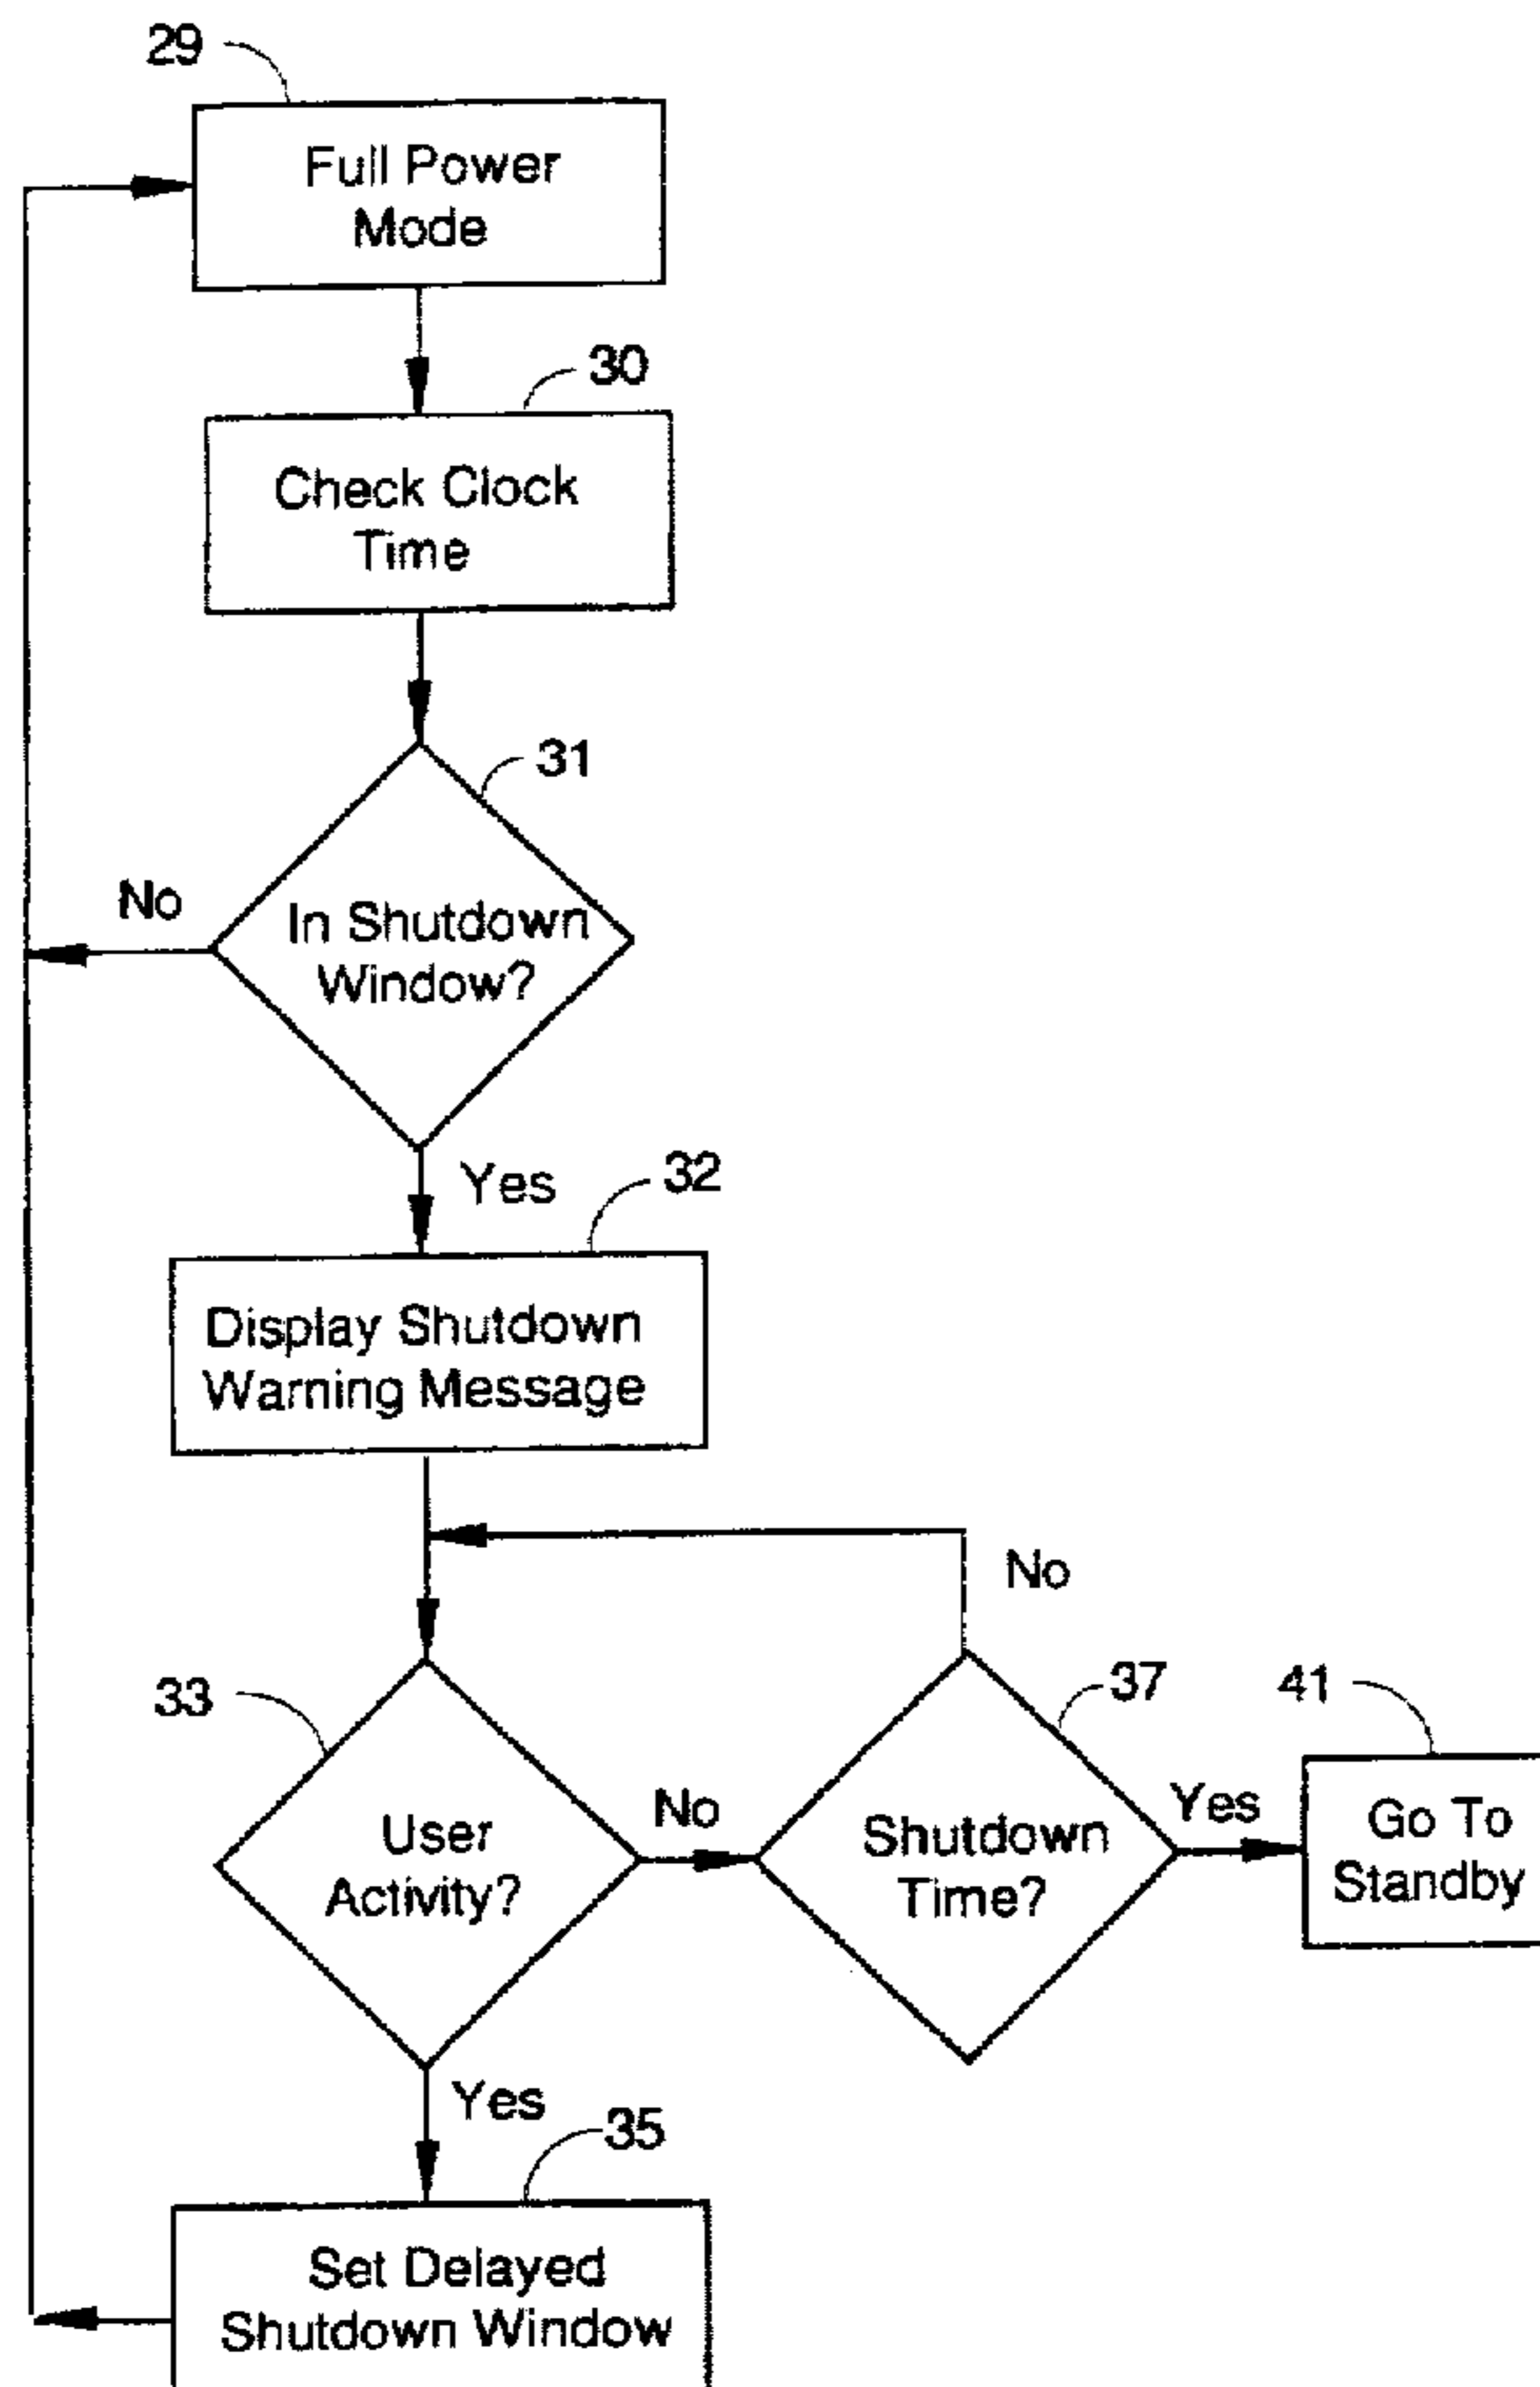 29
Full Power
Mode
30
Check Clock
Time
31
No
In Shutdown
Window?
Yes
32
Display Shutdown
Warning Message
No
33
37
41
User
Activity?
No
Shutdown
Time?
Yes
Go To
Standby
Yes
35
Set Delayed
Shutdown Window